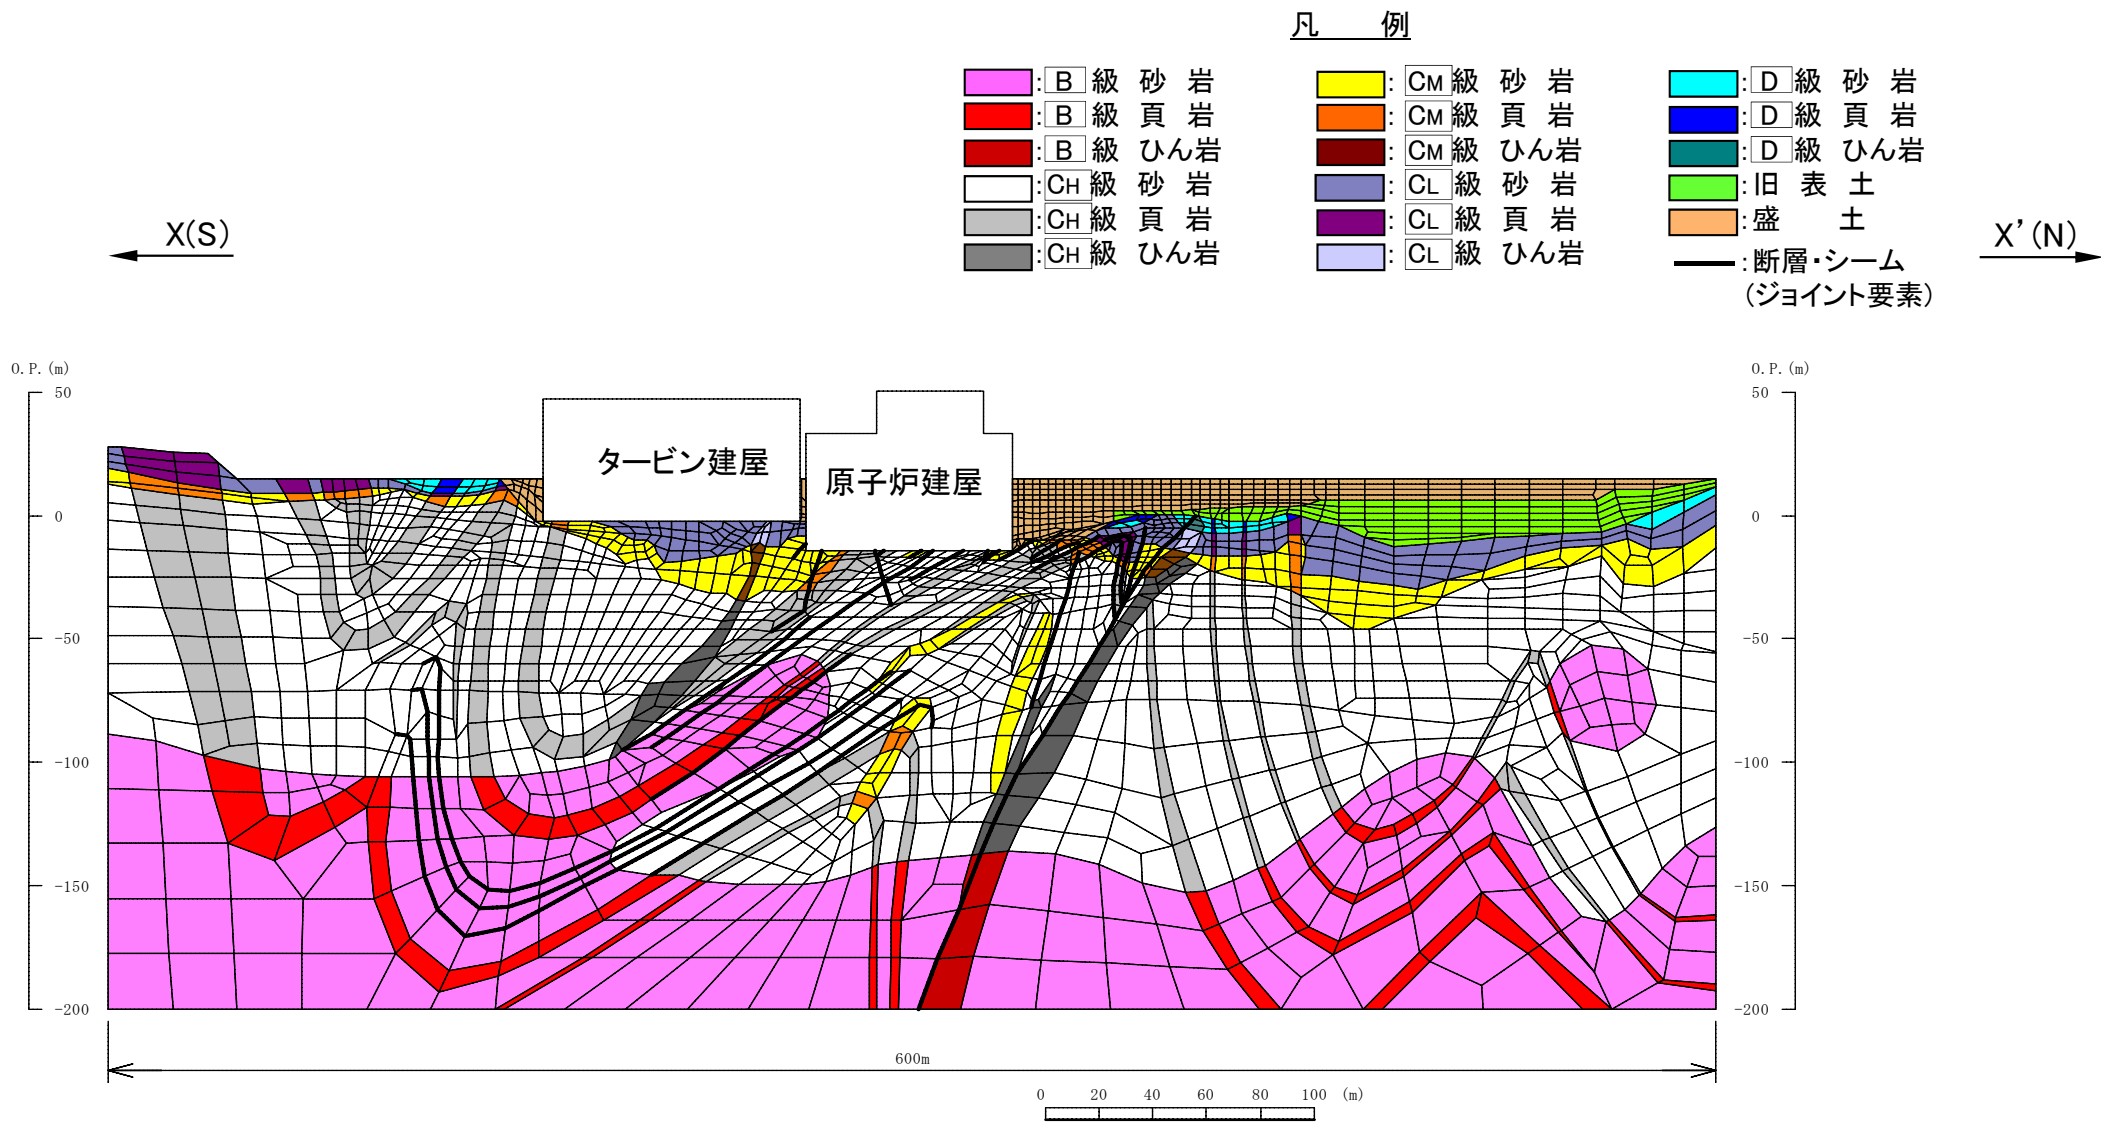 凡 例
:B級 砂 岩
:B級 頁 岩
:B級 ひん岩
:CH級 砂 岩
:CH級 頁 岩
:CH級 ひん岩
:CM級 砂 岩
:CM級 頁 岩
:CM級 ひん岩
:CL級 砂 岩
:CL級 頁 岩
:CL級 ひん岩
:D級 砂 岩
:D級 頁 岩
:D級 ひん岩
:旧 表 土
:盛 土
:断層・シーム
(ジョイント要素)
X(S)
X'(N)
O.P.(m)
50
0
-50
-100
-150
-200
タービン建屋
原子炉建屋
O.P.(m)
50
0
-50
-100
-150
-200
600m
0 20 40 60 80 100 (m)